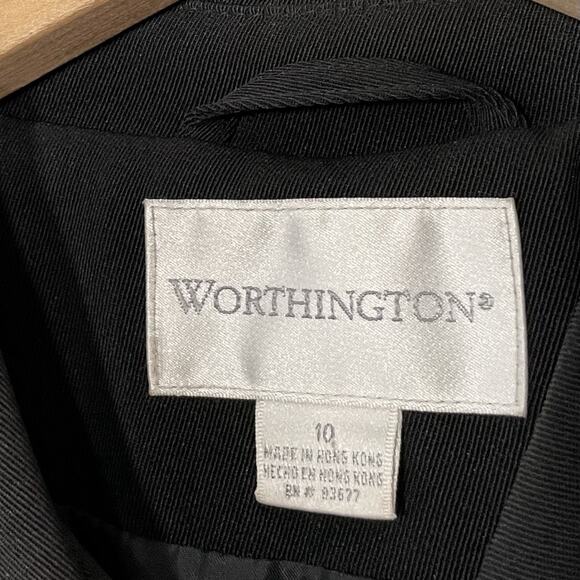 WORTHINGTON®
10
MADE IN HONG KONG
HECHO EN HONG KONG
RN # 93677